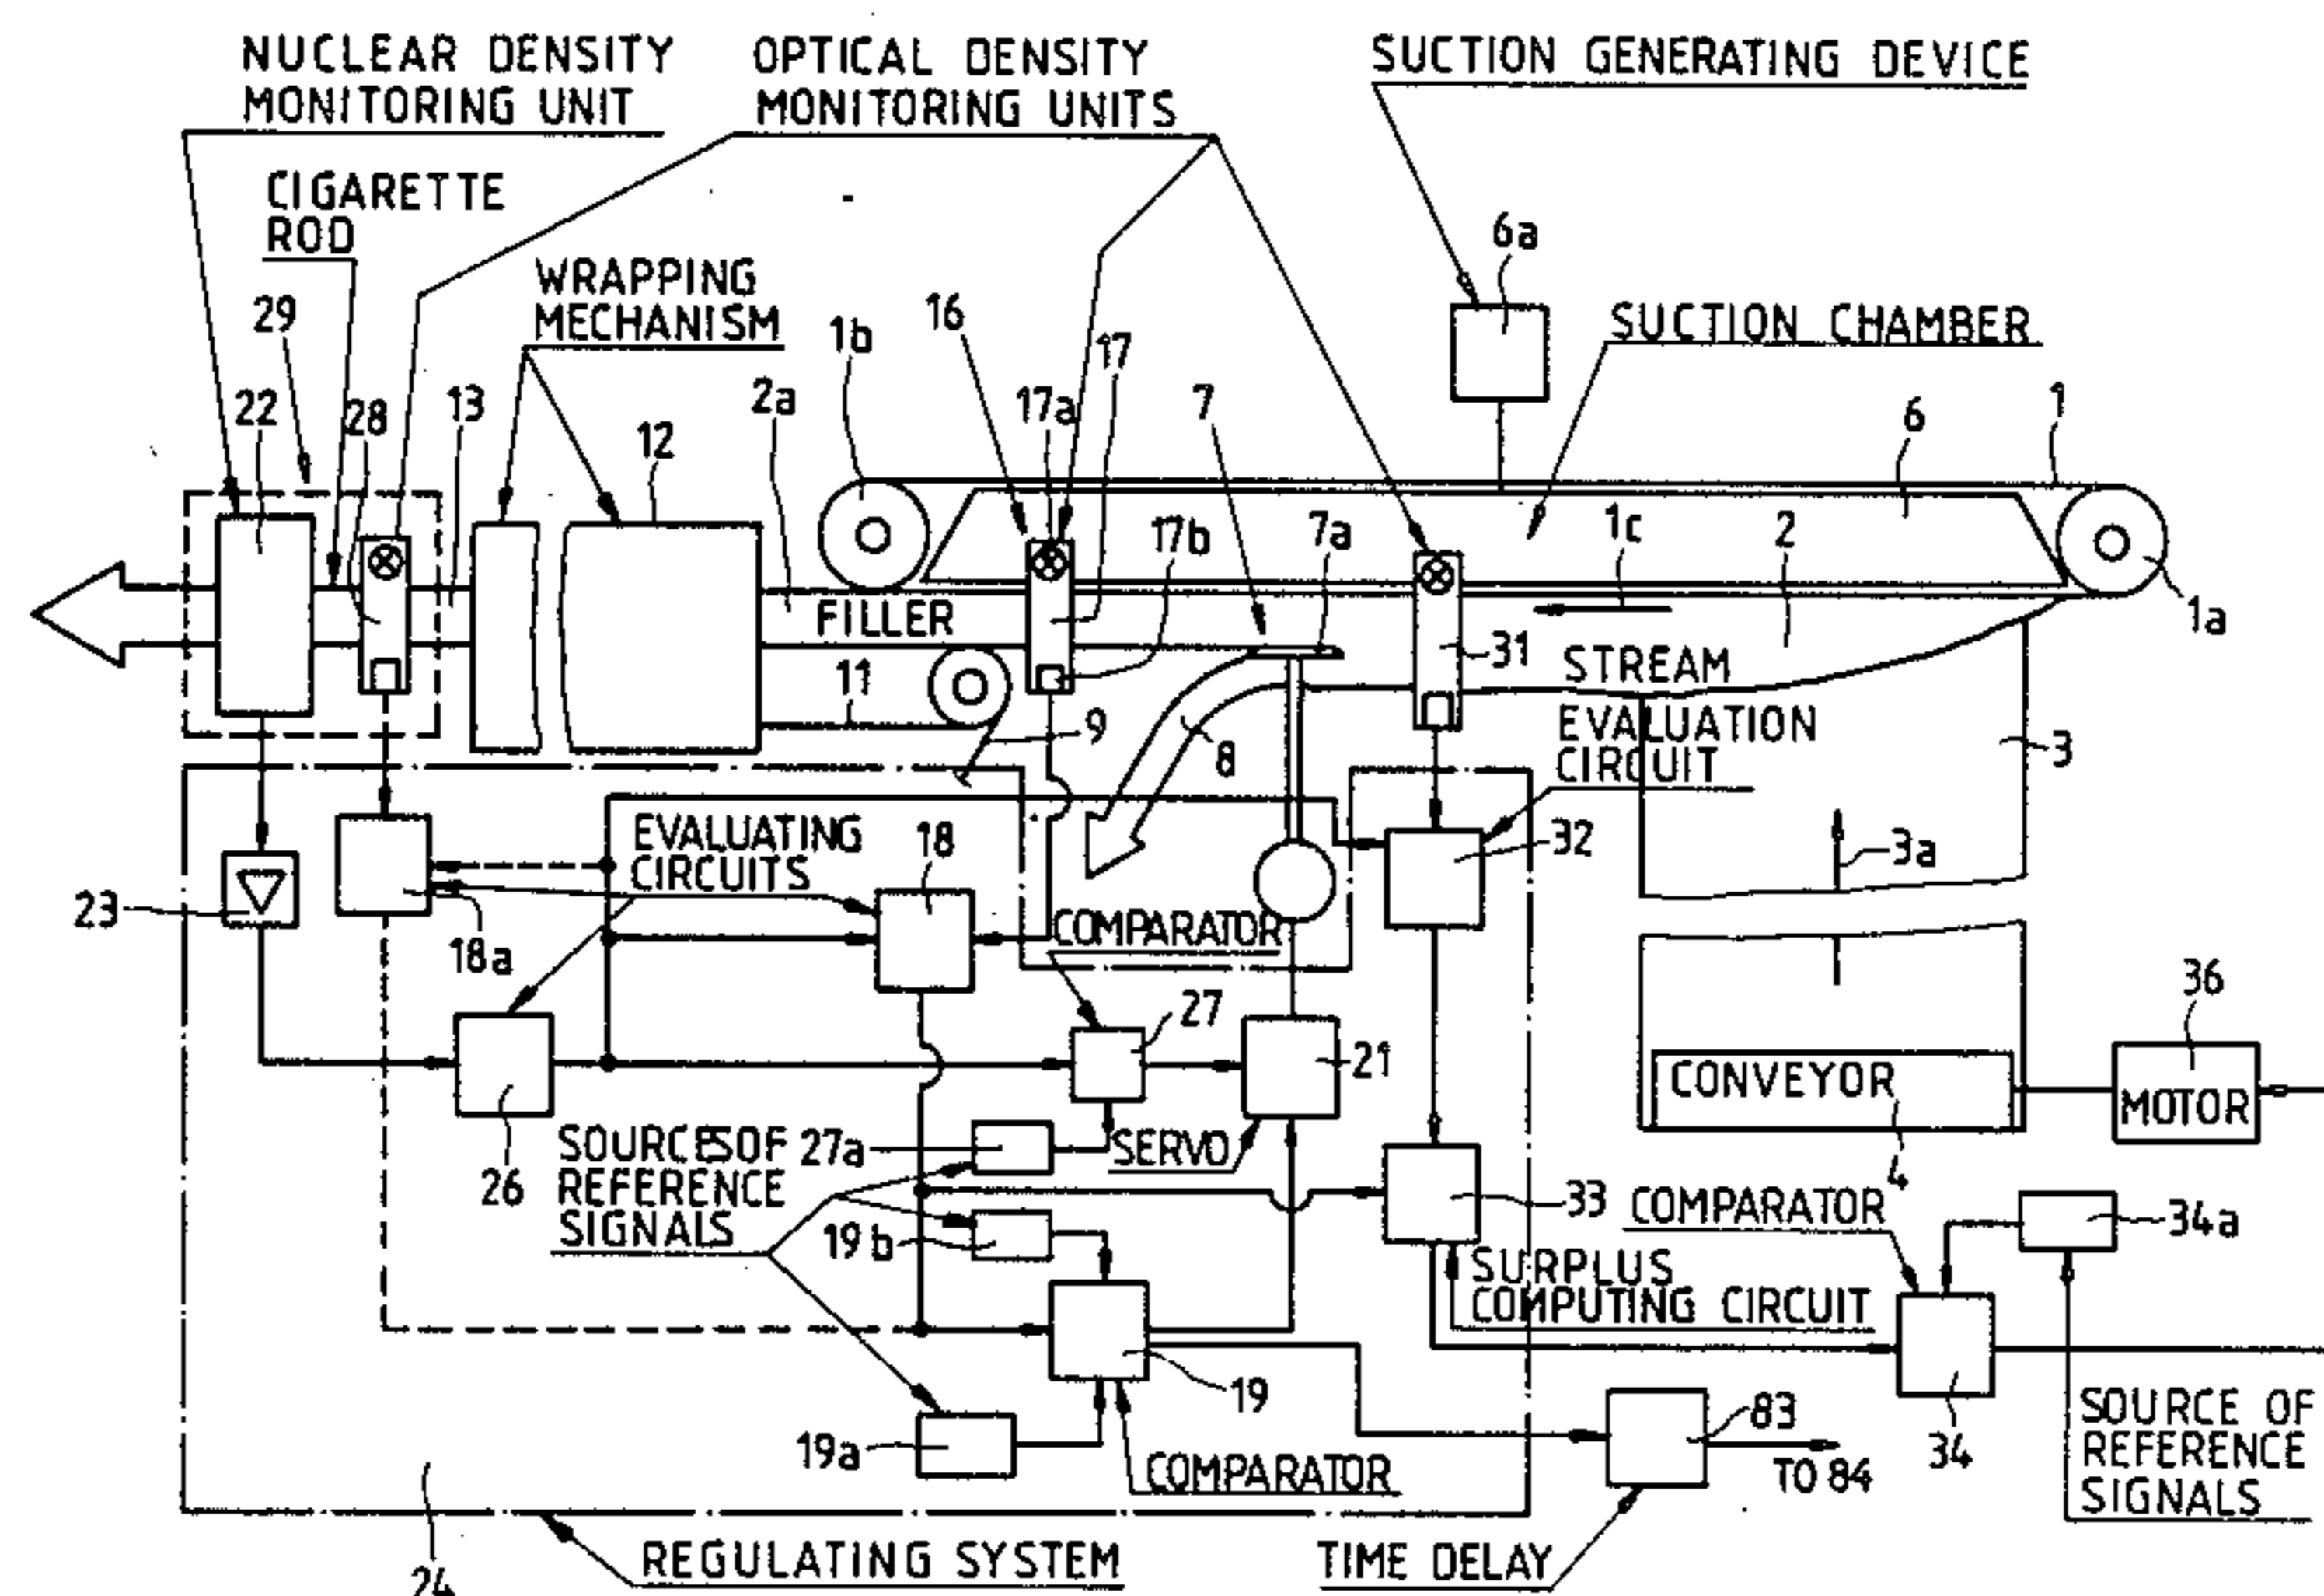 NUCLEAR DENSITY
MONITORING UNIT
OPTICAL DENSITY
MONITORING UNITS
SUCTION GENERATING DEVICE
CIGARETTE
ROD
WRAPPING
MECHANISM
SUCTION CHAMBER
6a
29
16
1b
17
22
28
13
2a
17a
7
6
1
12
17b
7a
1c
2
1a
FILLER
31
STREAM
11
9
8
3
EVALUATION
CIRCUIT
EVALUATING
CIRCUITS
18
32
3a
23
18a
COMPARATOR
27
36
21
CONVEYOR
MOTOR
4
26
SOURCES OF
REFERENCE
SIGNALS
27a
SERVO
33
COMPARATOR
34a
19b
SURPLUS
COMPUTING CIRCUIT
19
83
34
SOURCE OF
REFERENCE
SIGNALS
19a
COMPARATOR
TO 84
24
REGULATING SYSTEM
TIME DELAY